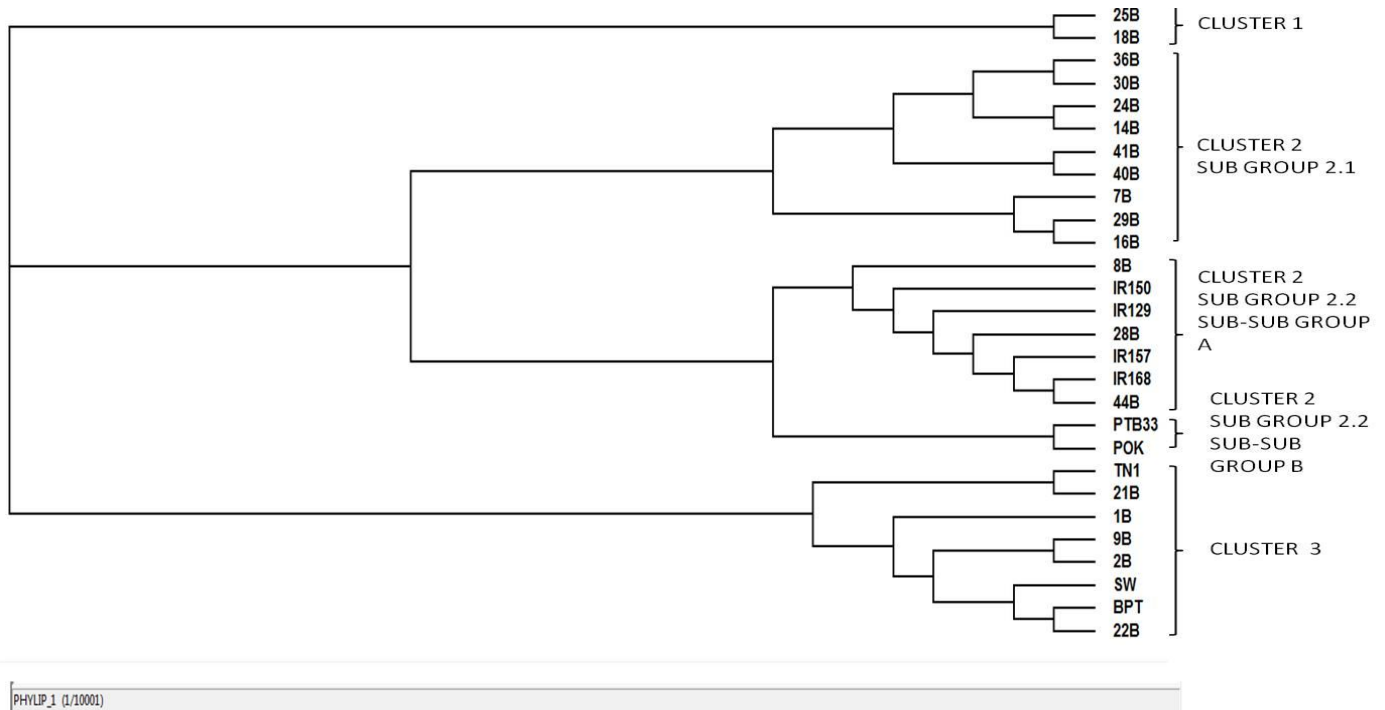 25B
18B
CLUSTER 1
36B
30B
24B
14B
41B
40B
7B
29B
16B
CLUSTER 2
SUB GROUP 2.1
8B
IR150
IR129
28B
IR157
IR168
44B
CLUSTER 2
SUB GROUP 2.2
SUB-SUB GROUP
A
PTB33
POK
CLUSTER 2
SUB GROUP 2.2
SUB-SUB
GROUP B
TN1
21B
1B
9B
2B
SW
BPT
22B
CLUSTER 3
PHYLIP_1 (1/10001)